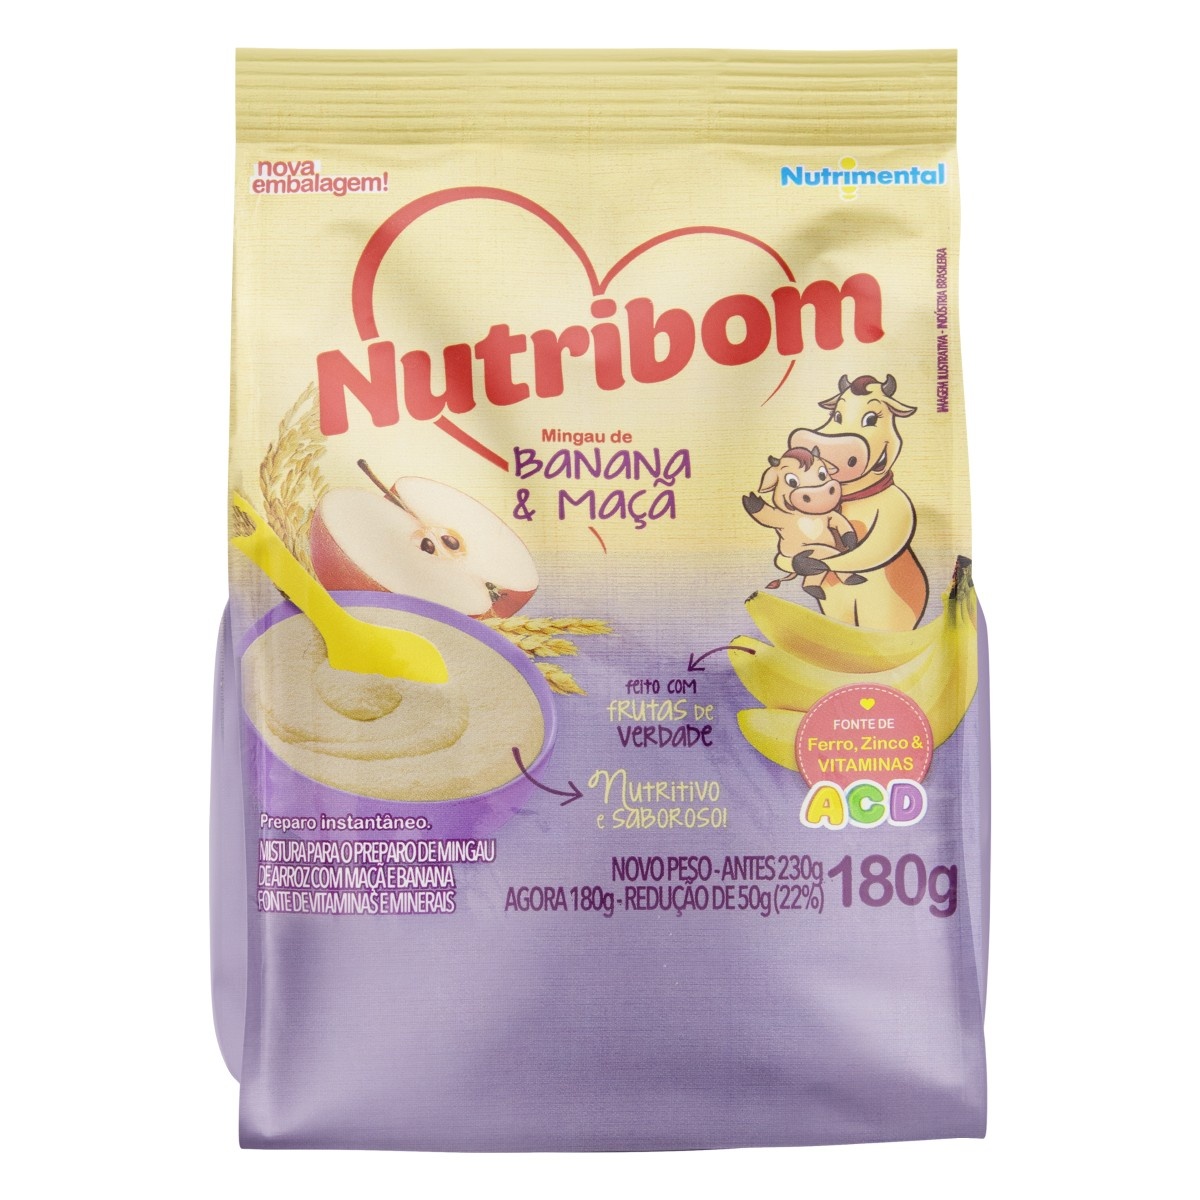 nova
embalagem!
Nutrimental
Nutribom
IMAGEM ILUSTRATIVA - INDÚSTRIA BRASILEIRA
Mingau de
BANANA
& MAÇÃ
feito com
frutas de
verdade
Nutritivo
e saboroso!
FONTE DE
Ferro, Zinco &
VITAMINAS
ACD
Preparo instantâneo.
MISTURA PARA O PREPARO DE MINGAU
DE ARROZ COM MAÇÃ E BANANA
FONTE DE VITAMINAS E MINERAIS
NOVO PESO - ANTES 230g
AGORA 180g - REDUÇÃO DE 50g (22%)
180g